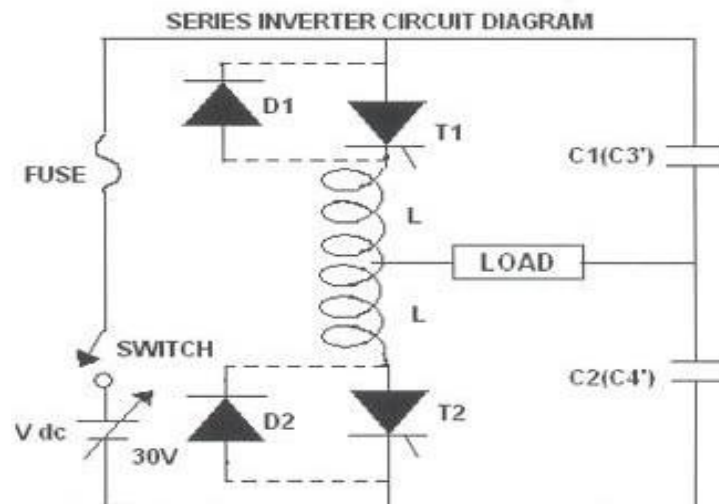 SERIES INVERTER CIRCUIT DIAGRAM
D1
T1
C1(C3')
FUSE
L
LOAD
L
SWITCH
C2(C4')
D2
T2
V dc
30V